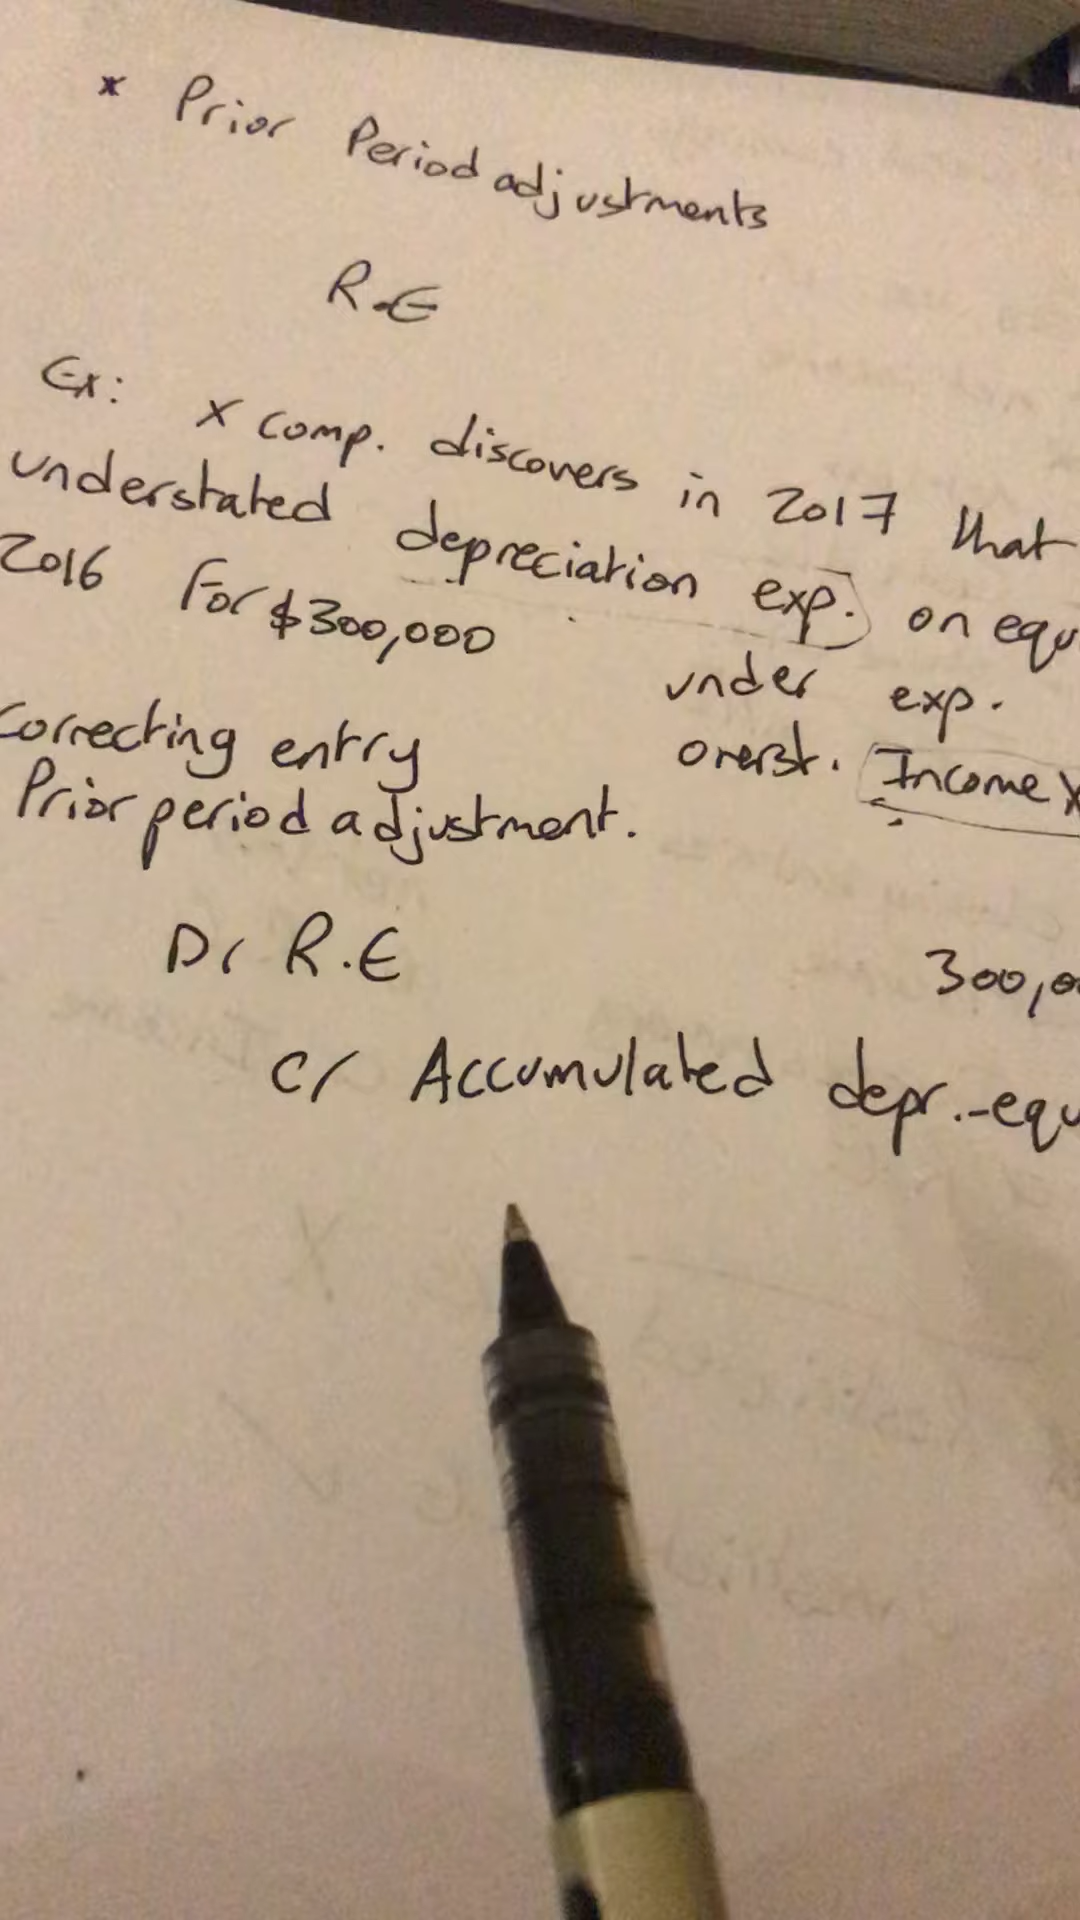 * Prior Period adjustments
R.E
Ex: X comp. discovers in 2017 that
understated depreciation exp. on equ
2016 For $300,000
under exp.
overst. Income
Correcting entry
Prior period adjustment.
Dr R.E 300,0
Cr Accumulated depr.-equ